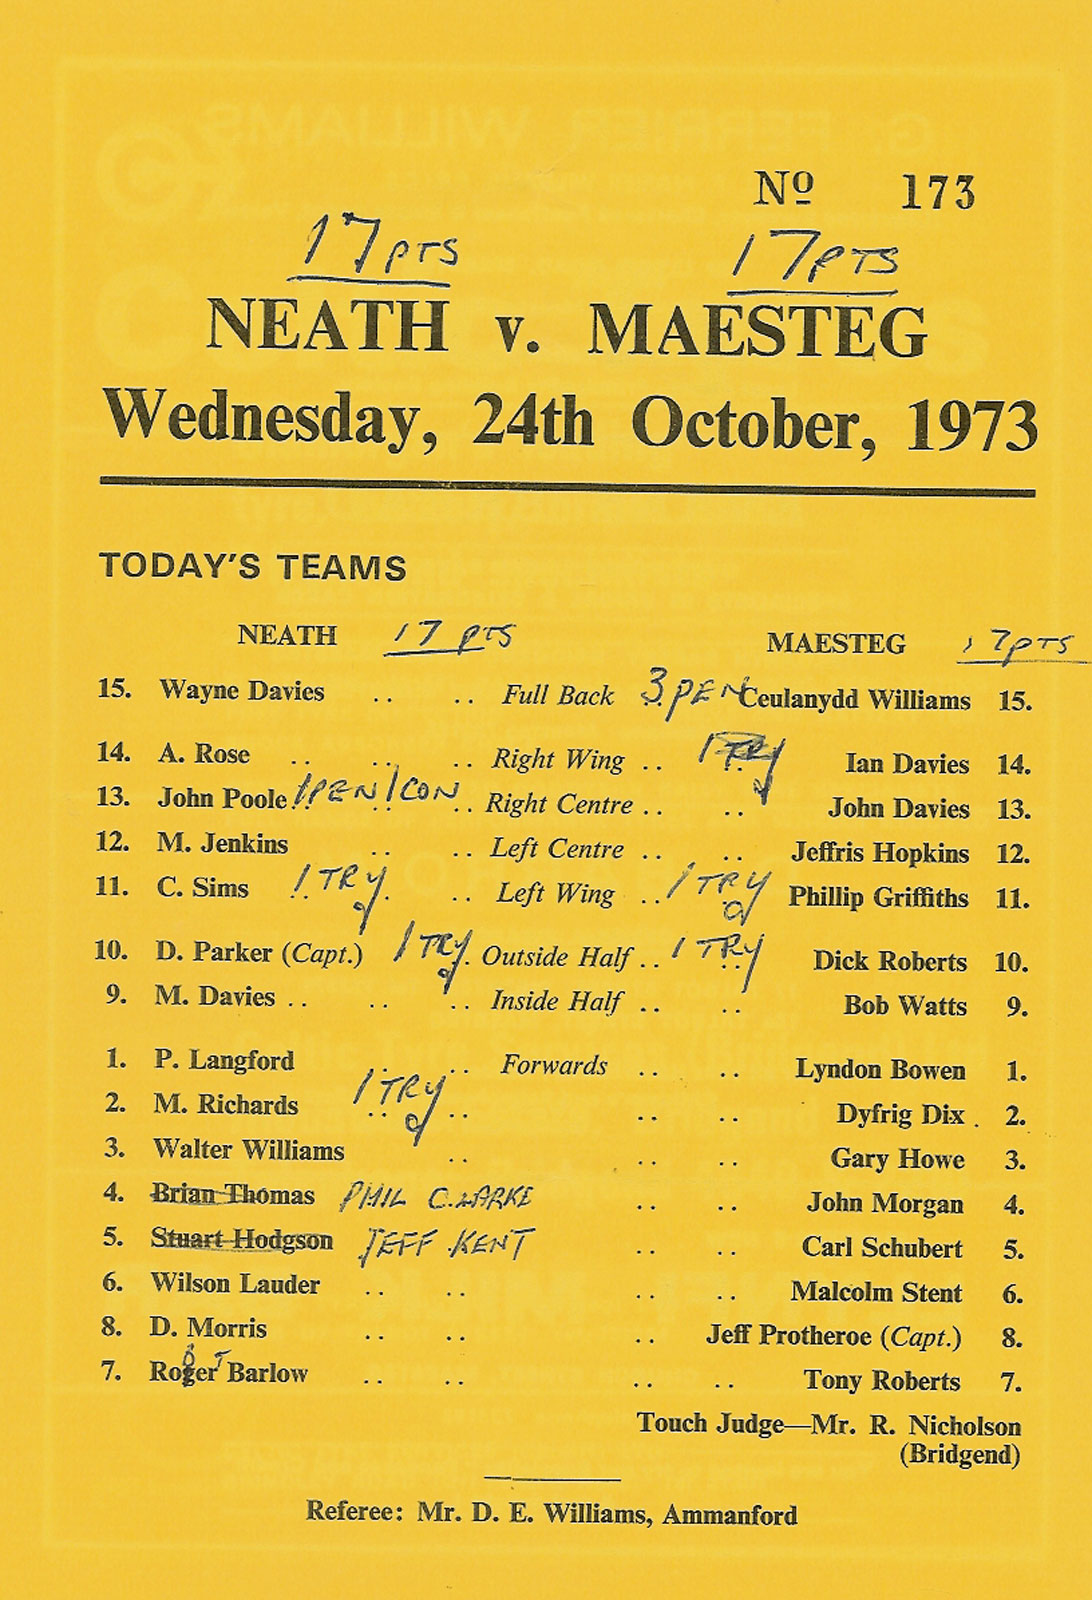 Nº 173
17 PTS 17 PTS
NEATH v. MAESTEG
Wednesday, 24th October, 1973
TODAY'S TEAMS
NEATH 17 PTS MAESTEG 17 PTS
15. Wayne Davies .. .. Full Back 3 PEN Ceulanydd Williams 15.
14. A. Rose .. .. .. Right Wing .. 1 TRY .. Ian Davies 14.
13. John Poole 1 PEN 1 CON .. .. .. Right Centre .. .. John Davies 13.
12. M. Jenkins .. .. Left Centre .. .. Jeffris Hopkins 12.
11. C. Sims .. 1 TRY . .. Left Wing .. 1 TRY .. Phillip Griffiths 11.
10. D. Parker (Capt.) 1 TRY .. Outside Half .. 1 TRY .. Dick Roberts 10.
9. M. Davies .. .. .. Inside Half .. .. Bob Watts 9.
1. P. Langford .. .. Forwards .. .. Lyndon Bowen 1.
2. M. Richards 1 TRY .. .. .. .. Dyfrig Dix . 2.
3. Walter Williams .. .. .. Gary Howe 3.
4. Brian Thomas PHIL CLARKE .. .. John Morgan 4.
5. Stuart Hodgson JEFF KENT .. .. Carl Schubert 5.
6. Wilson Lauder .. .. .. .. Malcolm Stent 6.
8. D. Morris .. .. .. Jeff Protheroe (Capt.) 8.
7. Roger B T Barlow .. .. .. .. Tony Roberts 7.
Touch Judge—Mr. R. Nicholson
(Bridgend)
Referee: Mr. D. E. Williams, Ammanford